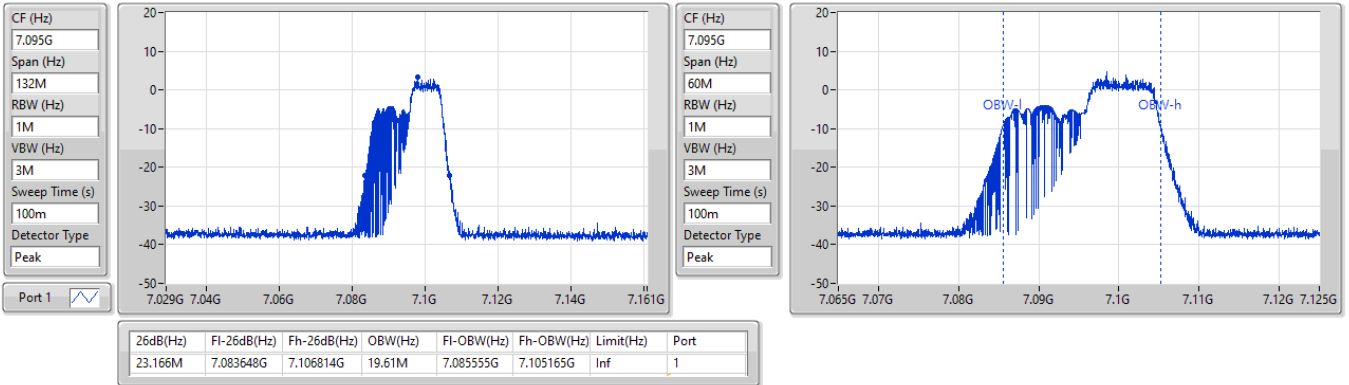 CF (Hz)
7.095G
Span (Hz)
132M
RBW (Hz)
1M
VBW (Hz)
3M
Sweep Time (s)
100m
Detector Type
Peak
Port 1
20
10
0
-10
-20
-30
-40
-50
7.029G 7.04G 7.06G 7.08G 7.1G 7.12G 7.14G 7.161G
CF (Hz)
7.095G
Span (Hz)
60M
RBW (Hz)
1M
VBW (Hz)
3M
Sweep Time (s)
100m
Detector Type
Peak
20
10
0
-10
-20
-30
-40
-50
OBW-l OBW-h
7.065G 7.07G 7.08G 7.09G 7.1G 7.11G 7.12G 7.125G
26dB(Hz) Fl-26dB(Hz) Fh-26dB(Hz) OBW(Hz) Fl-OBW(Hz) Fh-OBW(Hz) Limit(Hz) Port
23.166M 7.083648G 7.106814G 19.61M 7.085555G 7.105165G Inf 1